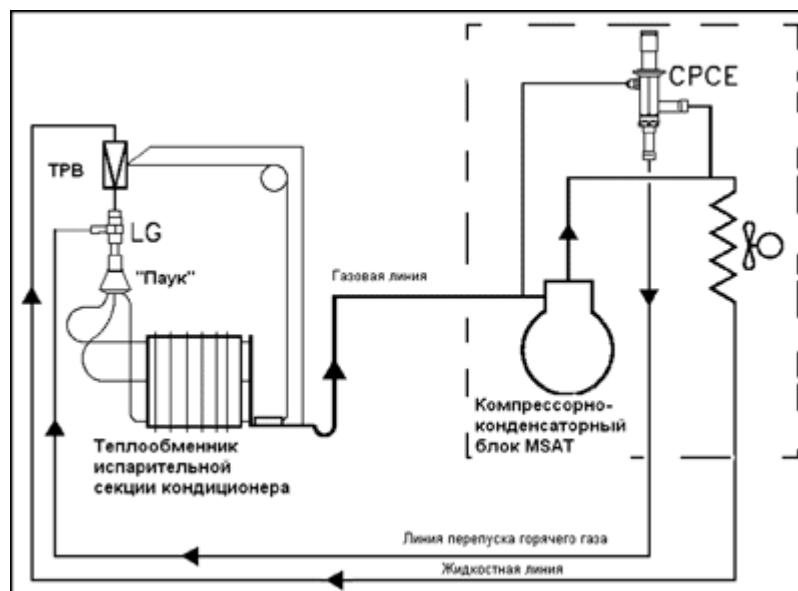 CPCE
ТРВ
LG
"Паук"
Газовая линия
Компрессорно-
конденсаторный
блок MSAT
Теплообменник
испарительной
секции кондиционера
Линия перепуска горячего газа
Жидкостная линия